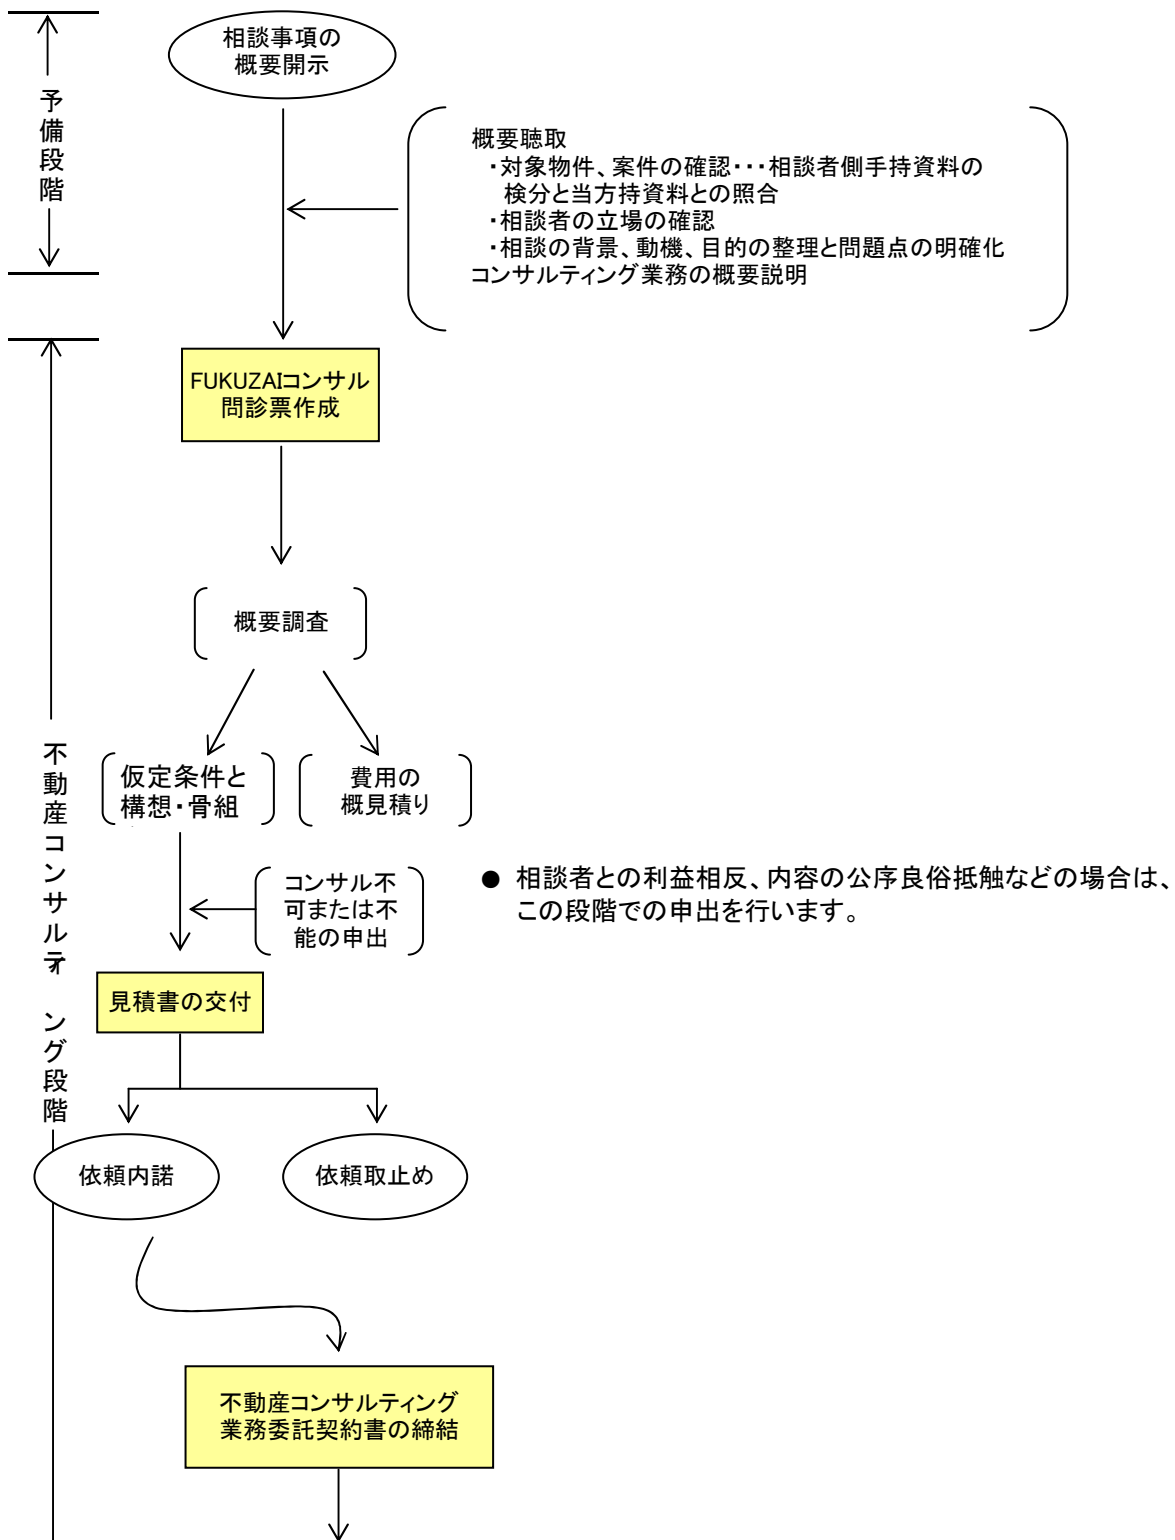 相談事項の
概要開示
予備段階
概要聴取
・対象物件、案件の確認・・・相談者側手持資料の
検分と当方持資料との照合
・相談者の立場の確認
・相談の背景、動機、目的の整理と問題点の明確化
コンサルティング業務の概要説明
FUKUZAIコンサル
問診票作成
概要調査
不動産コンサルティング段階
仮定条件と
構想・骨組
費用の
概見積り
コンサル不
可または不
能の申出
● 相談者との利益相反、内容の公序良俗抵触などの場合は、
この段階での申出を行います。
見積書の交付
依頼内諾
依頼取止め
不動産コンサルティング
業務委託契約書の締結